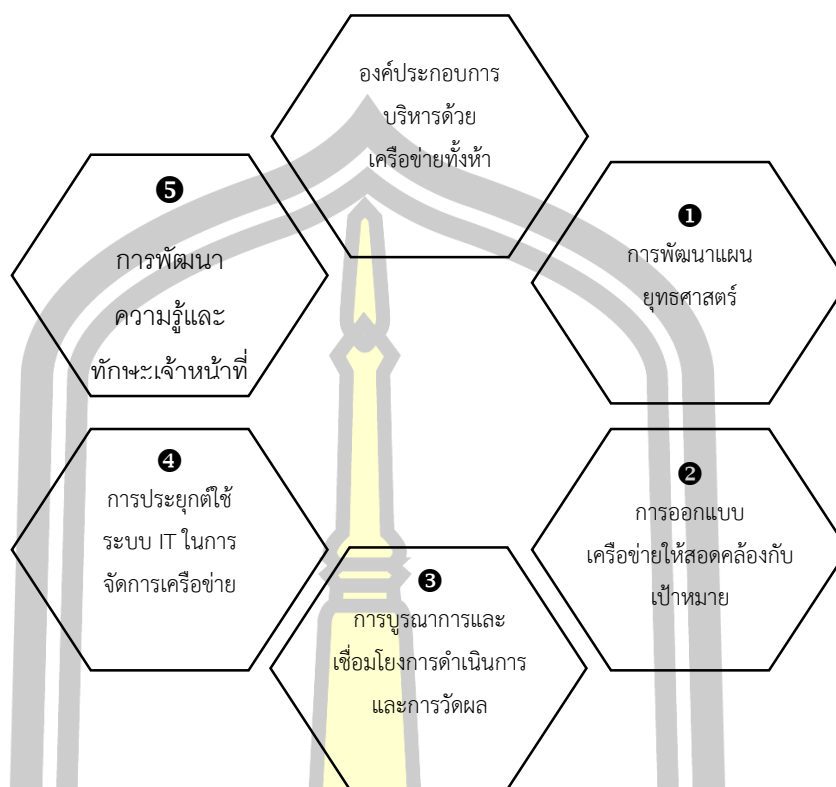 องค์ประกอบการ
บริหารด้วย
เครือข่ายทั้งห้า
❶
การพัฒนาแผน
ยุทธศาสตร์
❷
การออกแบบ
เครือข่ายให้สอดคล้องกับ
เป้าหมาย
❸
การบูรณาการและ
เชื่อมโยงการดำเนินการ
และการวัดผล
❹
การประยุกต์ใช้
ระบบ IT ในการ
จัดการเครือข่าย
❺
การพัฒนา
ความรู้และ
ทักษะเจ้าหน้าที่